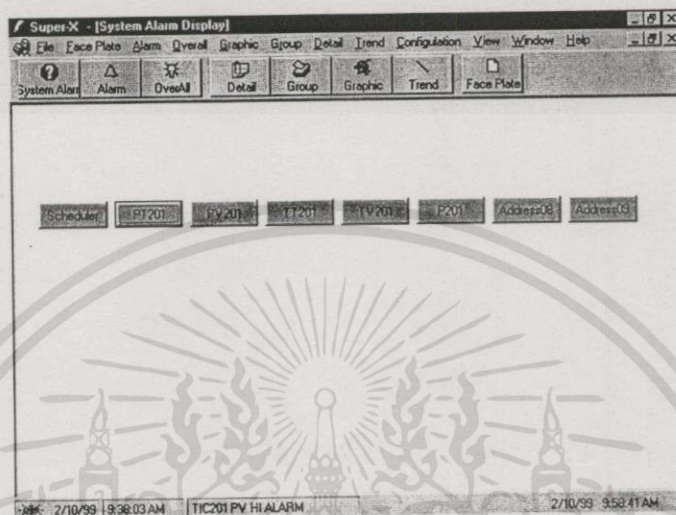 Super-X - [System Alarm Display]
File Face Plate Alarm Overall Graphic Group Detail Trend Configulation View Window Help
System Alarm Alarm OverAll Detail Group Graphic Trend Face Plate
Scheduler PT201 PV201 TT201 TV201 P201 Address08 Address09
2/10/99 9:38:03 AM TIC201 PV HI ALARM 2/10/99 9:58:41 AM